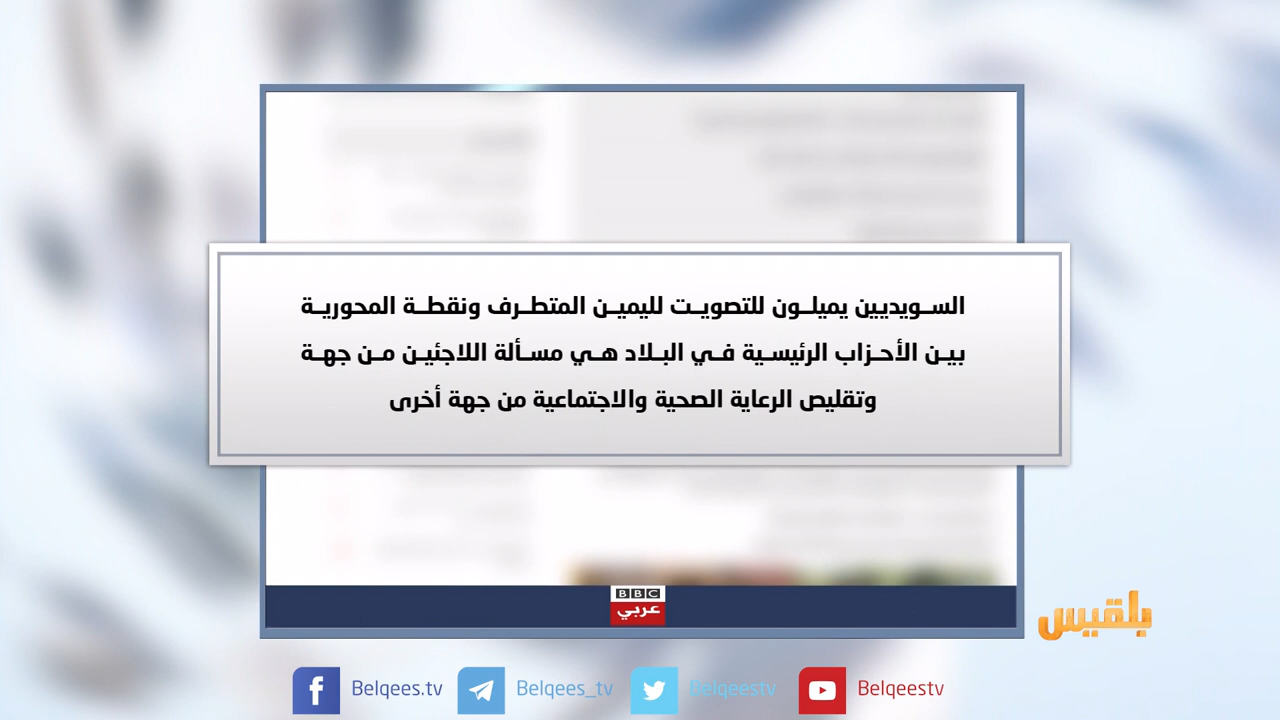 السويديين يميلون للتصويت لليمين المتطرف ونقطة المحورية
بين الأحزاب الرئيسية في البلاد هي مسألة اللاجئين من جهة
وتقليص الرعاية الصحية والاجتماعية من جهة أخرى
BBC
عربي
بلقيس
Belqees.tv
Belqees_tv
Belqeestv
Belqeestv